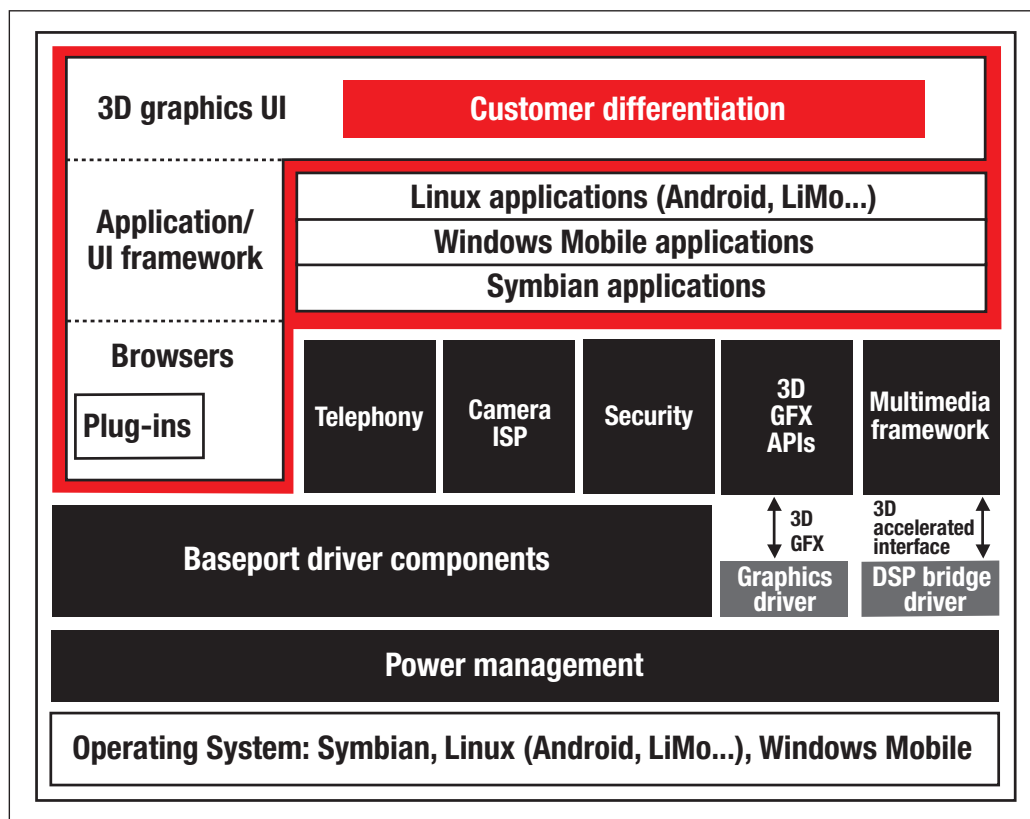 3D graphics UI
Customer differentiation
Application/
UI framework
Linux applications (Android, LiMo...)
Windows Mobile applications
Symbian applications
Browsers
Plug-ins
Telephony
Camera
ISP
Security
3D
GFX
APIs
Multimedia
framework
3D
GFX
3D
accelerated
interface
Baseport driver components
Graphics
driver
DSP bridge
driver
Power management
Operating System: Symbian, Linux (Android, LiMo...), Windows Mobile